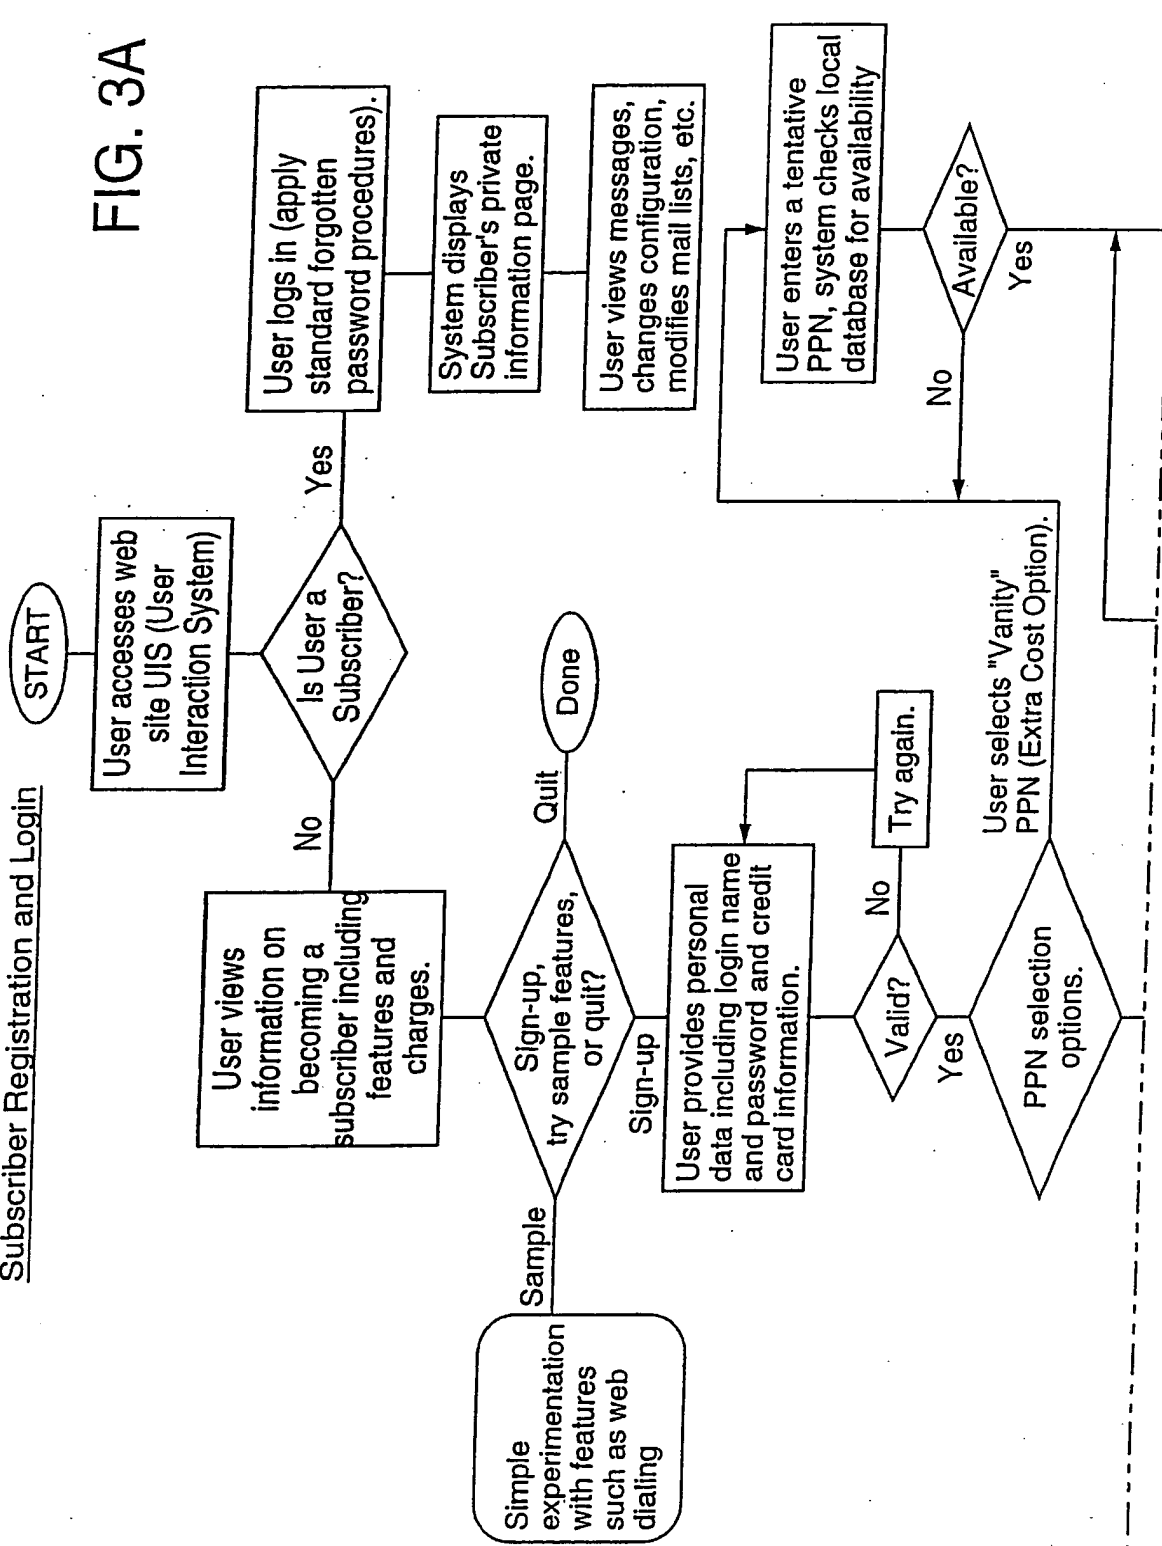 Subscriber Registration and Login
FIG. 3A
START
User accesses web
site UIS (User
Interaction System)
Is User a
Subscriber?
Yes
No
User logs in (apply
standard forgotten
password procedures).
System displays
Subscriber's private
information page.
User views messages,
changes configuration,
modifies mail lists, etc.
User views
information on
becoming a
subscriber including
features and
charges.
Sign-up,
try sample features,
or quit?
Quit
Done
Sample
Simple
experimentation
with features
such as web
dialing
Sign-up
User provides personal
data including login name
and password and credit
card information.
Valid?
No
Try again.
Yes
PPN selection
options.
User selects "Vanity"
PPN (Extra Cost Option).
User enters a tentative
PPN, system checks local
database for availability
Available?
No
Yes